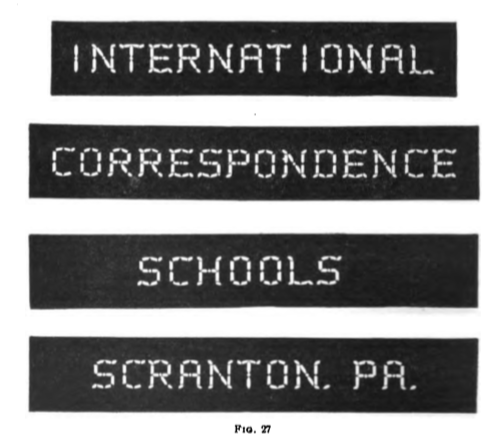 INTERNATIONAL
CORRESPONDENCE
SCHOOLS
SCRANTON. PA.
FIG. 27